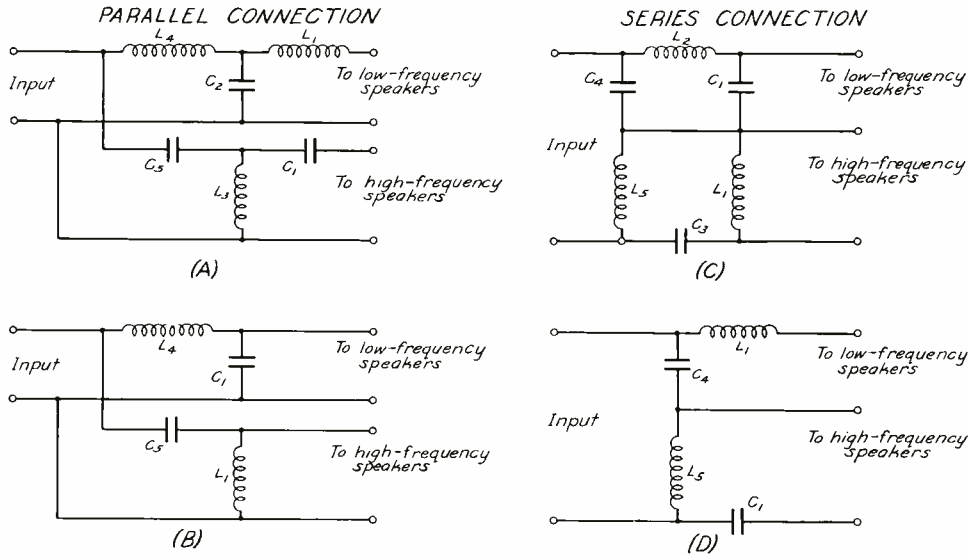 PARALLEL CONNECTION
L4
L1
Input
C2
To low-frequency
speakers
C5
C1
L3
To high-frequency
speakers
(A)
SERIES CONNECTION
L2
C4
C1
To low-frequency
speakers
Input
L5
L1
To high-frequency
speakers
C3
(C)
L4
Input
C1
To low-frequency
speakers
C5
L1
To high-frequency
speakers
(B)
L1
C4
To low-frequency
speakers
Input
To high-frequency
speakers
L5
C1
(D)